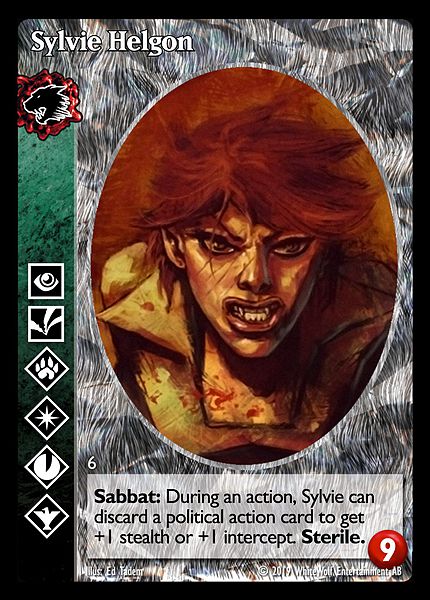 Sylvie Helgon
6
Sabbat: During an action, Sylvie can
discard a political action card to get
+1 stealth or +1 intercept. Sterile.
9
Illus: Ed Tadem
© 2019 White Wolf Entertainment AB